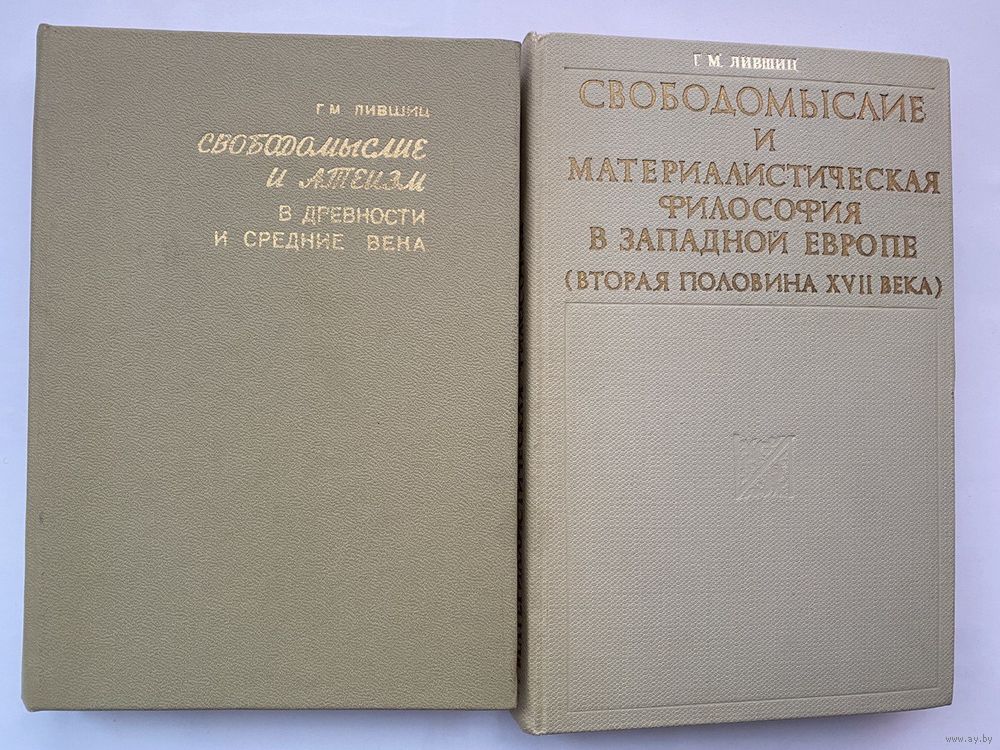 Г. М. ЛИВШИЦ
СВОБОДОМЫСЛИЕ
И АТЕИЗМ
В ДРЕВНОСТИ
И СРЕДНИЕ ВЕКА
Г. М. ЛИВШИЦ
СВОБОДОМЫСЛИЕ
И
МАТЕРИАЛИСТИЧЕСКАЯ
ФИЛОСОФИЯ
В ЗАПАДНОЙ ЕВРОПЕ
(ВТОРАЯ ПОЛОВИНА XVII ВЕКА)
www.ay.by